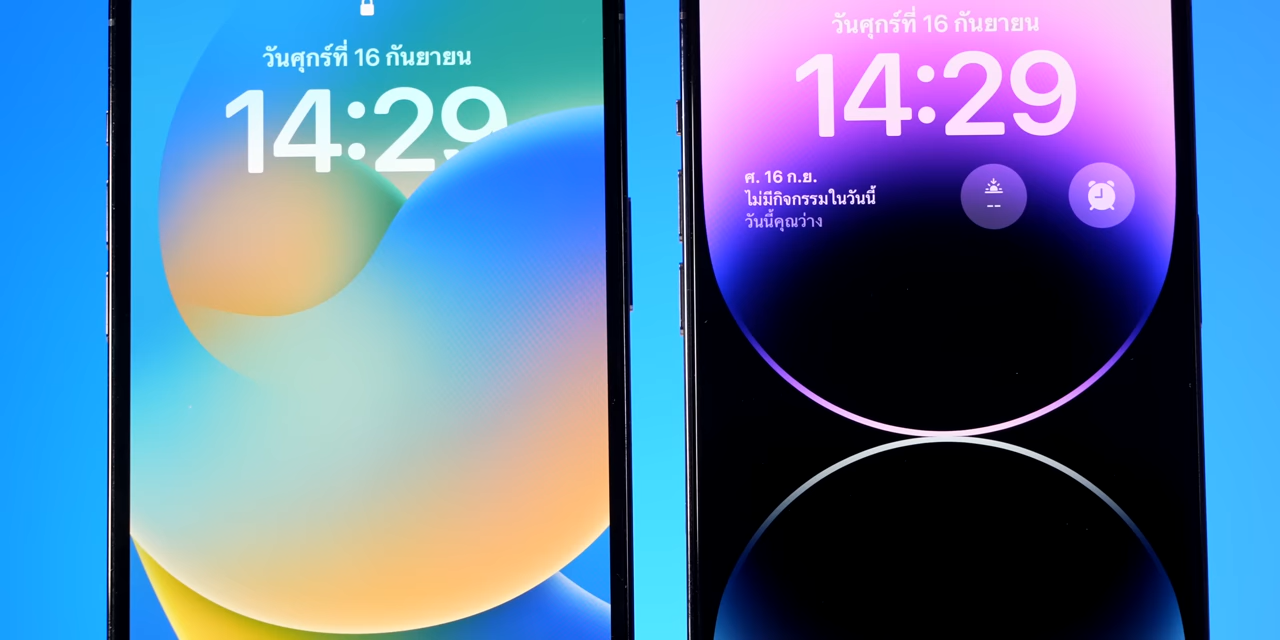 วันศุกร์ที่ 16 กันยายน
14:29
วันศุกร์ที่ 16 กันยายน
14:29
ศ. 16 ก.ย.
ไม่มีกิจกรรมในวันนี้
วันนี้คุณว่าง
--